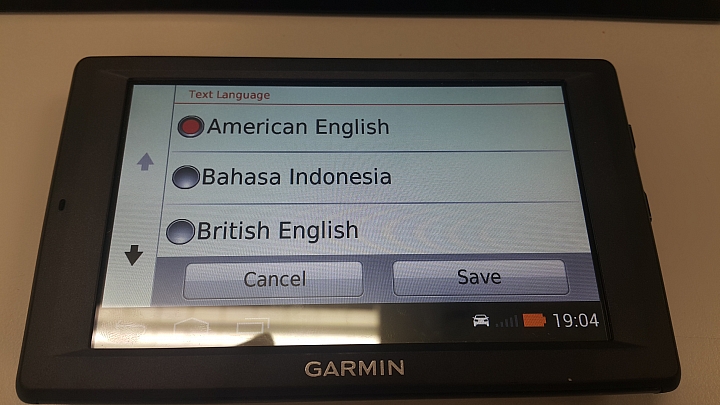 Text Language
American English
Bahasa Indonesia
British English
Cancel Save
19:04
GARMIN